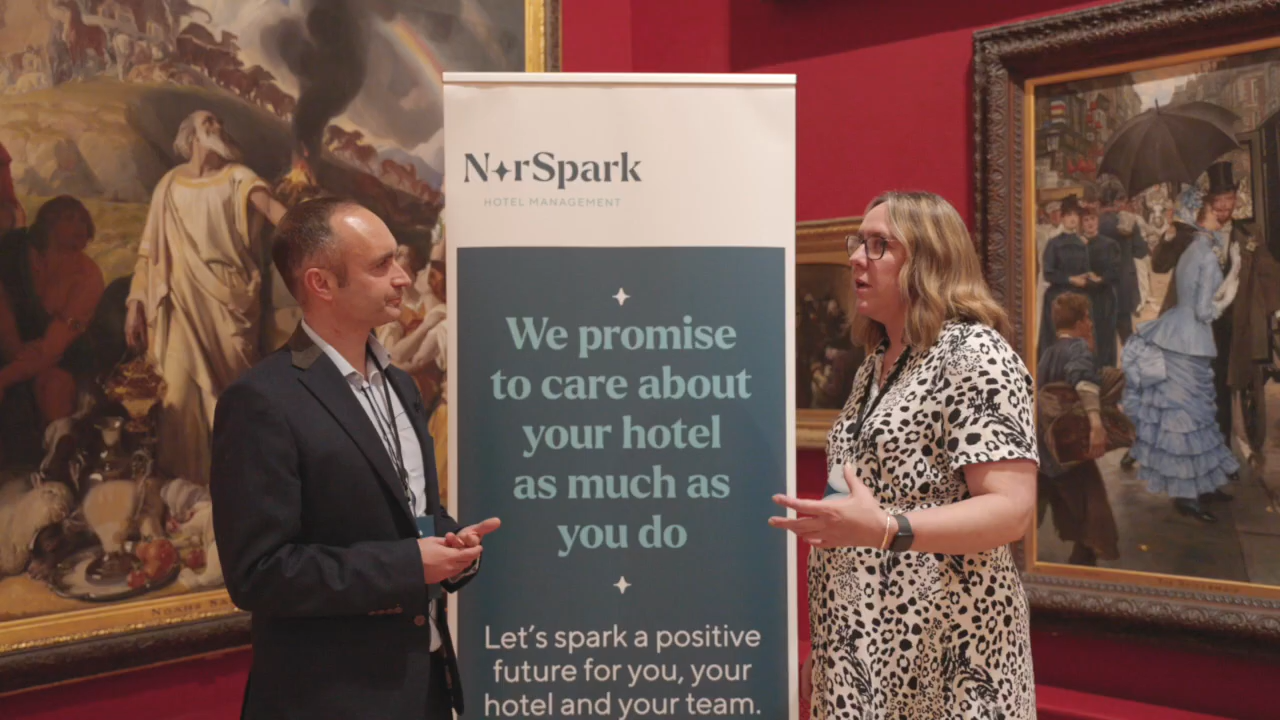 NorSpark
HOTEL MANAGEMENT
We promise
to care about
your hotel
as much as
you do
Let's spark a positive
future for you, your
hotel and your team.